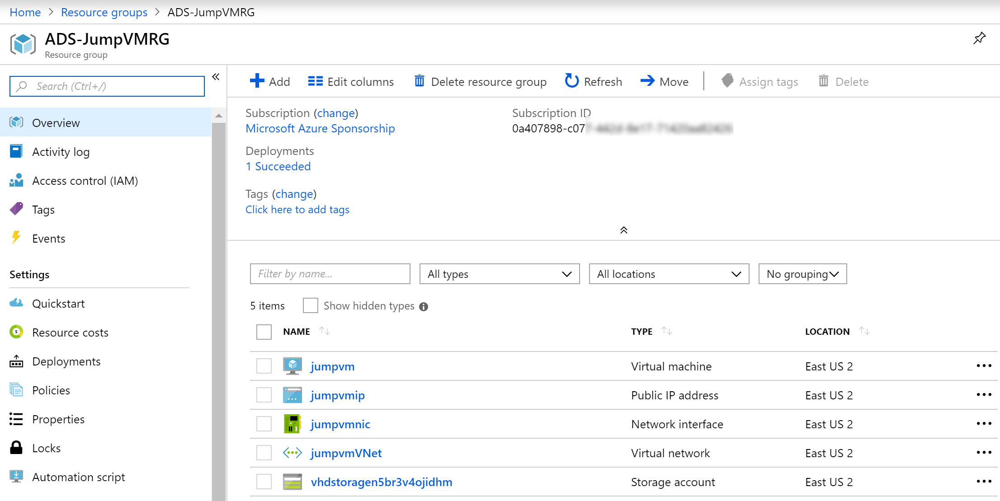 Home > Resource groups > ADS-JumpVMRG
ADS-JumpVMRG
Resource group
Search (Ctrl+/)
Overview
Activity log
Access control (IAM)
Tags
Events
Settings
Quickstart
Resource costs
Deployments
Policies
Properties
Locks
Automation script
Add Edit columns Delete resource group Refresh Move Assign tags Delete
Subscription (change)
Microsoft Azure Sponsorship
Subscription ID
0a407898-c07
Deployments
1 Succeeded
Tags (change)
Click here to add tags
Filter by name... All types All locations No grouping
5 items Show hidden types
NAME TYPE LOCATION
jumpvm Virtual machine East US 2
jumpvmip Public IP address East US 2
jumpvmnic Network interface East US 2
jumpvmVNet Virtual network East US 2
vhdstoragen5br3v4ojidhm Storage account East US 2